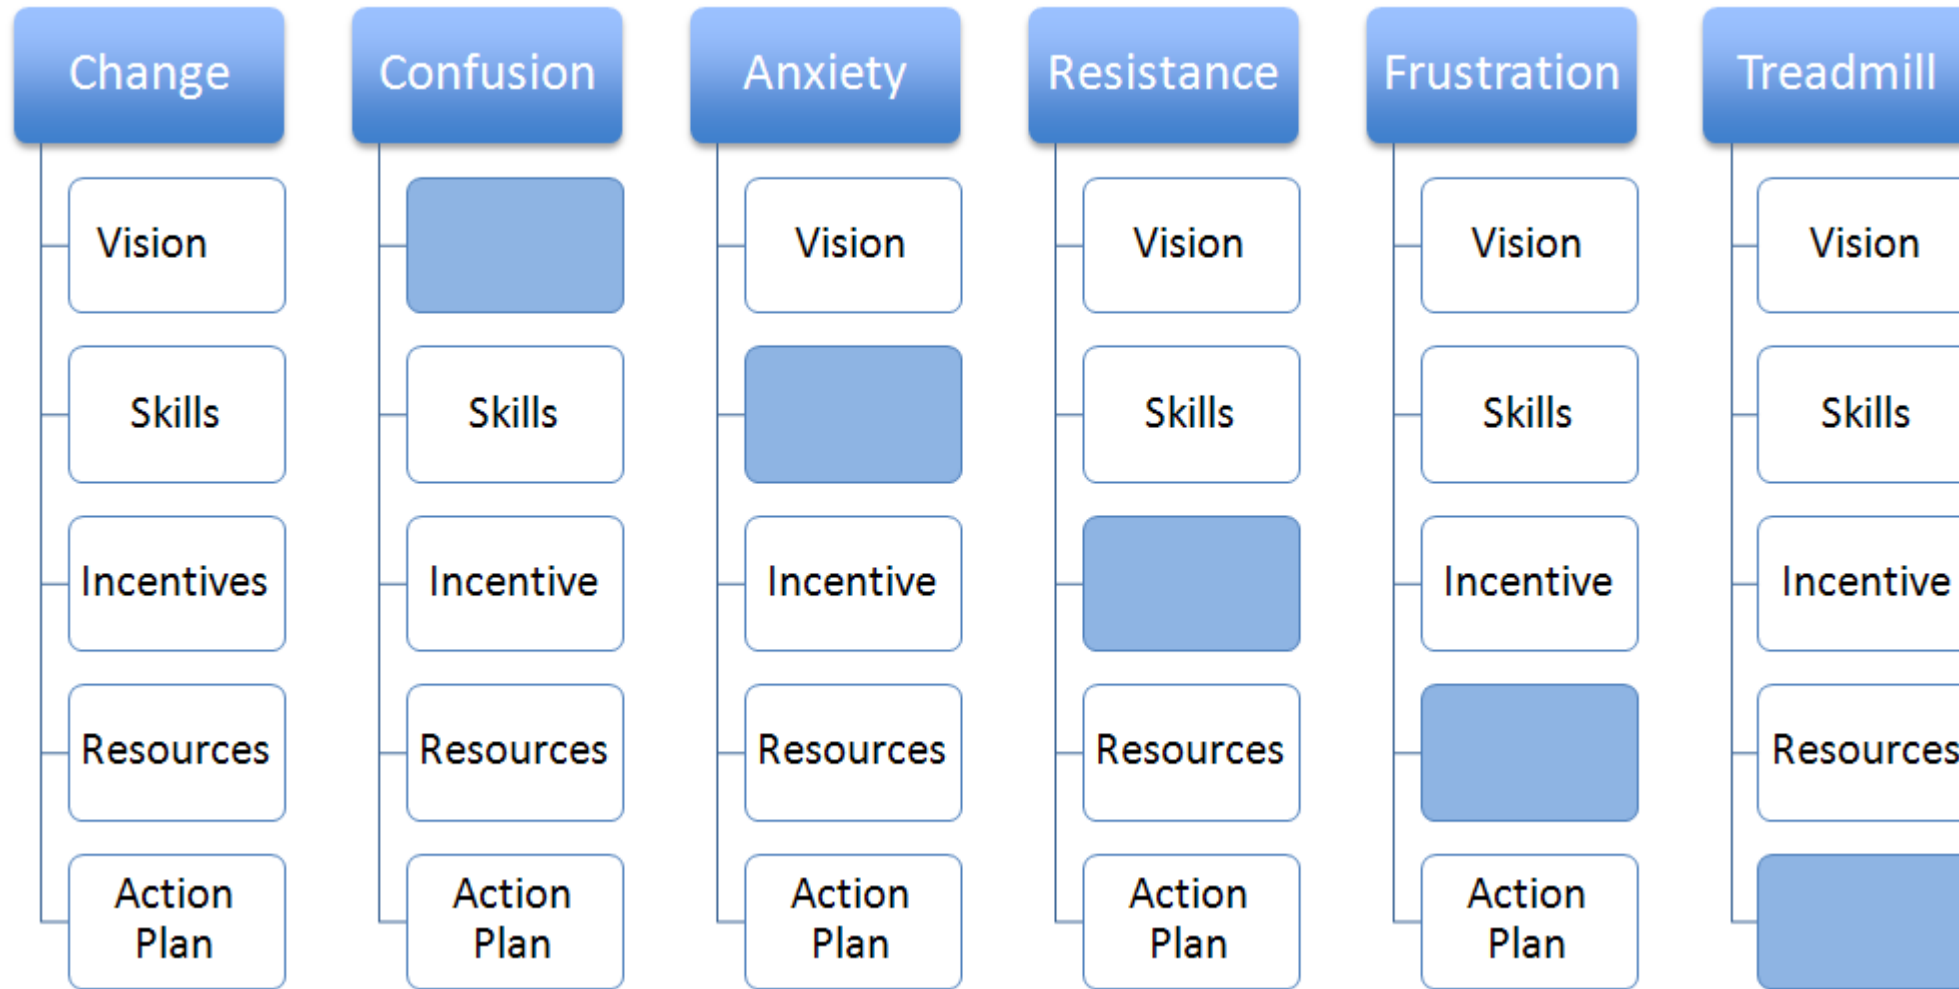 Change
Vision
Skills
Incentives
Resources
Action
Plan
Confusion
Skills
Incentive
Resources
Action
Plan
Anxiety
Vision
Incentive
Resources
Action
Plan
Resistance
Vision
Skills
Resources
Action
Plan
Frustration
Vision
Skills
Incentive
Action
Plan
Treadmill
Vision
Skills
Incentive
Resources